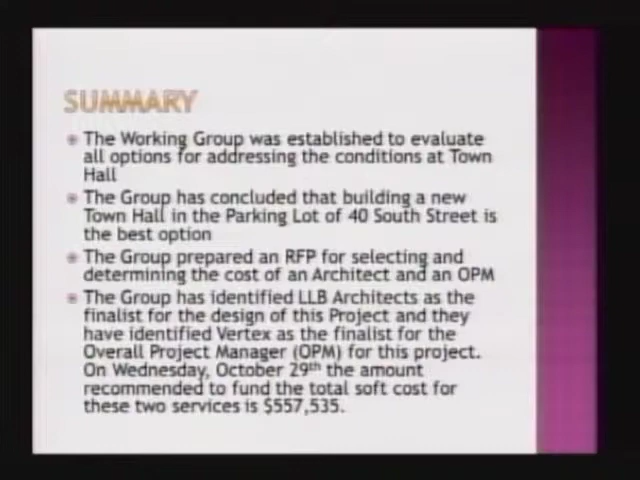 SUMMARY
The Working Group was established to evaluate
all options for addressing the conditions at Town
Hall
The Group has concluded that building a new
Town Hall in the Parking Lot of 40 South Street is
the best option
The Group prepared an RFP for selecting and
determining the cost of an Architect and an OPM
The Group has identified LLB Architects as the
finalist for the design of this Project and they
have identified Vertex as the finalist for the
Overall Project Manager (OPM) for this project.
On Wednesday, October 29th the amount
recommended to fund the total soft cost for
these two services is $557,535.